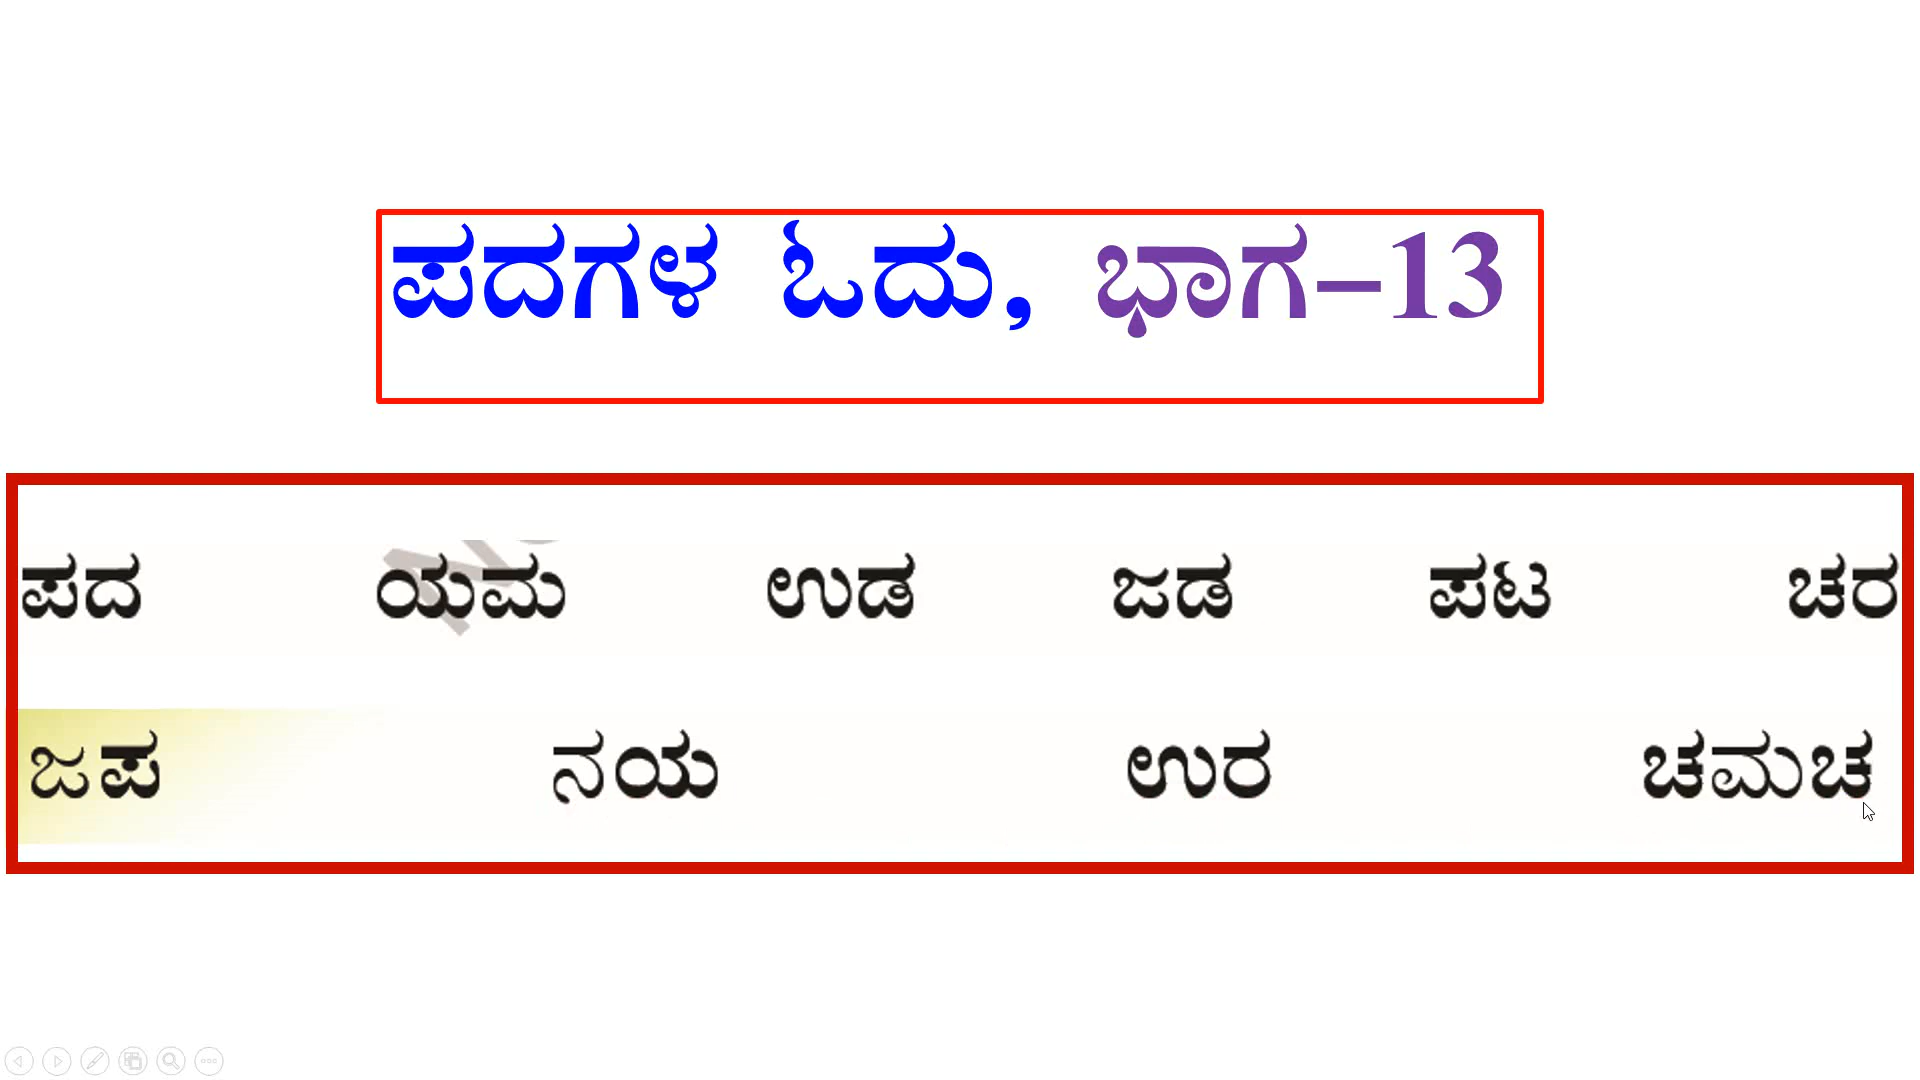 ಪದಗಳ ಓದು, ಭಾಗ–13
ಪದ ಯಮ ಉಡ ಜಡ ಪಟ ಚರ
ಜಪ ನಯ ಉರ ಚಮಚ